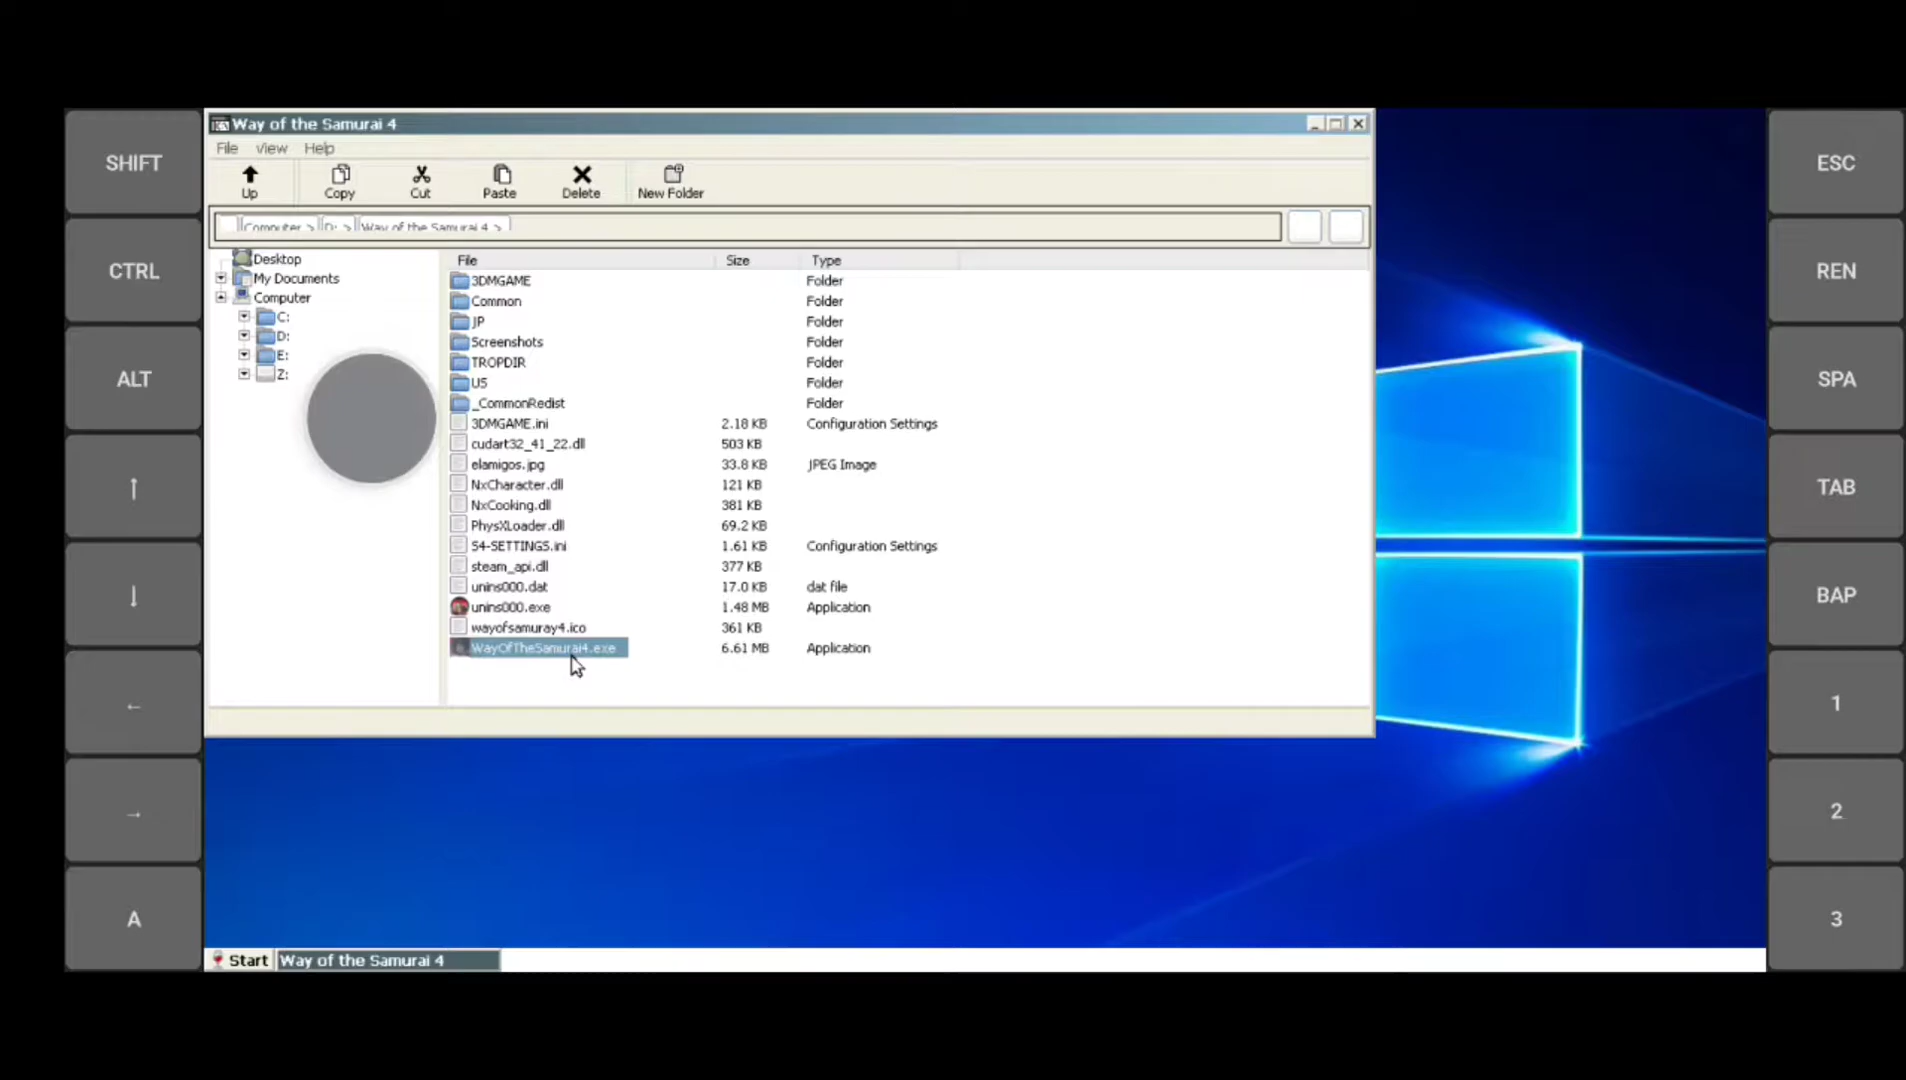 Way of the Samurai 4
File View Help
Up Copy Cut Paste Delete New Folder
Computer > D: > Way of the Samurai 4 >
Desktop
My Documents
Computer
C:
D:
E:
Z:
File Size Type
3DMGAME Folder
Common Folder
JP Folder
Screenshots Folder
TROPDIR Folder
US Folder
_CommonRedist Folder
3DMGAME.ini 2.18 KB Configuration Settings
cudart32_41_22.dll 503 KB
elamigos.jpg 33.8 KB JPEG Image
NxCharacter.dll 121 KB
NxCooking.dll 381 KB
PhysXLoader.dll 69.2 KB
S4-SETTINGS.ini 1.61 KB Configuration Settings
steam_api.dll 377 KB
unins000.dat 17.0 KB dat file
unins000.exe 1.48 MB Application
wayofsamuray4.ico 361 KB
WayOfTheSamurai4.exe 6.61 MB Application
Start Way of the Samurai 4
SHIFT
CTRL
ALT
↑
↓
←
→
A
ESC
REN
SPA
TAB
BAP
1
2
3